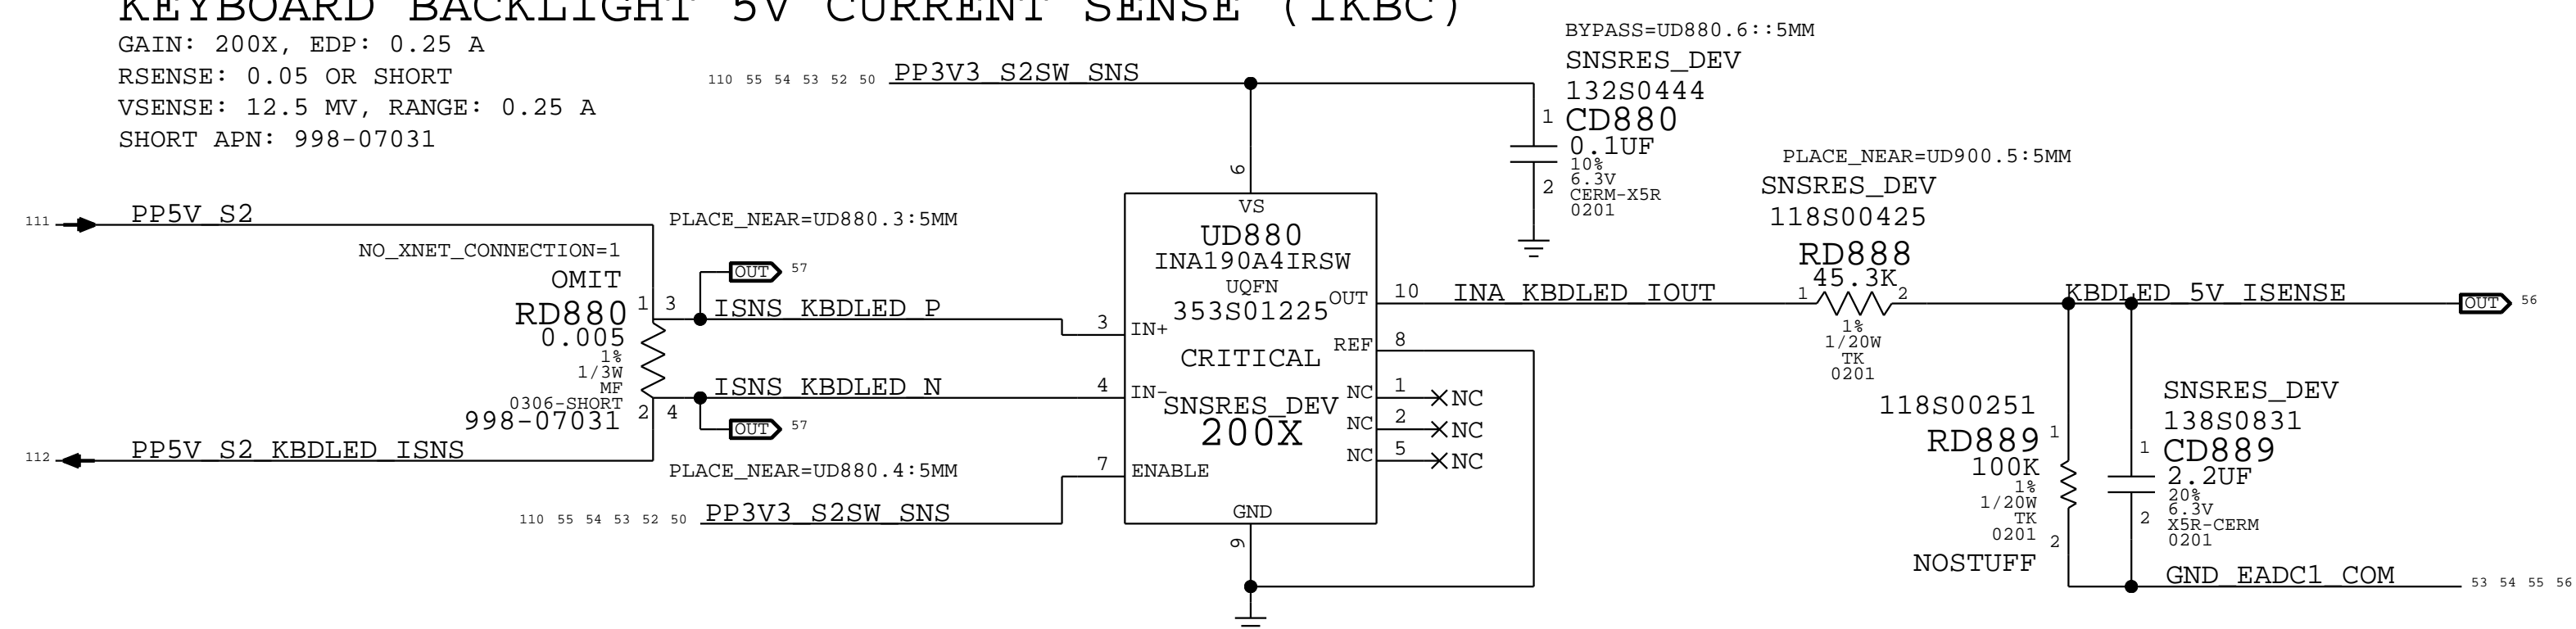 KEYBOARD BACKLIGHT 5V CURRENT SENSE (IKBC)
GAIN: 200X, EDP: 0.25 A
RSENSE: 0.05 OR SHORT
VSENSE: 12.5 MV, RANGE: 0.25 A
SHORT APN: 998-07031
110 55 54 53 52 50 PP3V3_S2SW_SNS
BYPASS=UD880.6::5MM
SNSRES_DEV
132S0444
1 CD880
0.1UF
10%
2 6.3V
CERM-X5R
0201
111 PP5V_S2
NO_XNET_CONNECTION=1
OMIT
RD880 1 3
0.005
1%
1/3W
MF
0306-SHORT
998-07031 2 4
112 PP5V_S2_KBDLED_ISNS
PLACE_NEAR=UD880.3:5MM
OUT 57
ISNS_KBDLED_P
ISNS_KBDLED_N
OUT 57
PLACE_NEAR=UD880.4:5MM
110 55 54 53 52 50 PP3V3_S2SW_SNS
6
VS
UD880
INA190A4IRSW
UQFN
353S01225
CRITICAL
SNSRES_DEV
200X
3 IN+
4 IN-
7 ENABLE
OUT 10
REF 8
NC 1 NC
NC 2 NC
NC 5 NC
GND
9
INA_KBDLED_IOUT
PLACE_NEAR=UD900.5:5MM
SNSRES_DEV
118S00425
RD888
45.3K
1 2
1%
1/20W
TK
0201
KBDLED_5V_ISENSE
OUT 56
118S00251
RD889 1
100K
1%
1/20W
TK
0201 2
NOSTUFF
SNSRES_DEV
138S0831
1 CD889
2.2UF
20%
6.3V
2 X5R-CERM
0201
GND_EADC1_COM 53 54 55 56